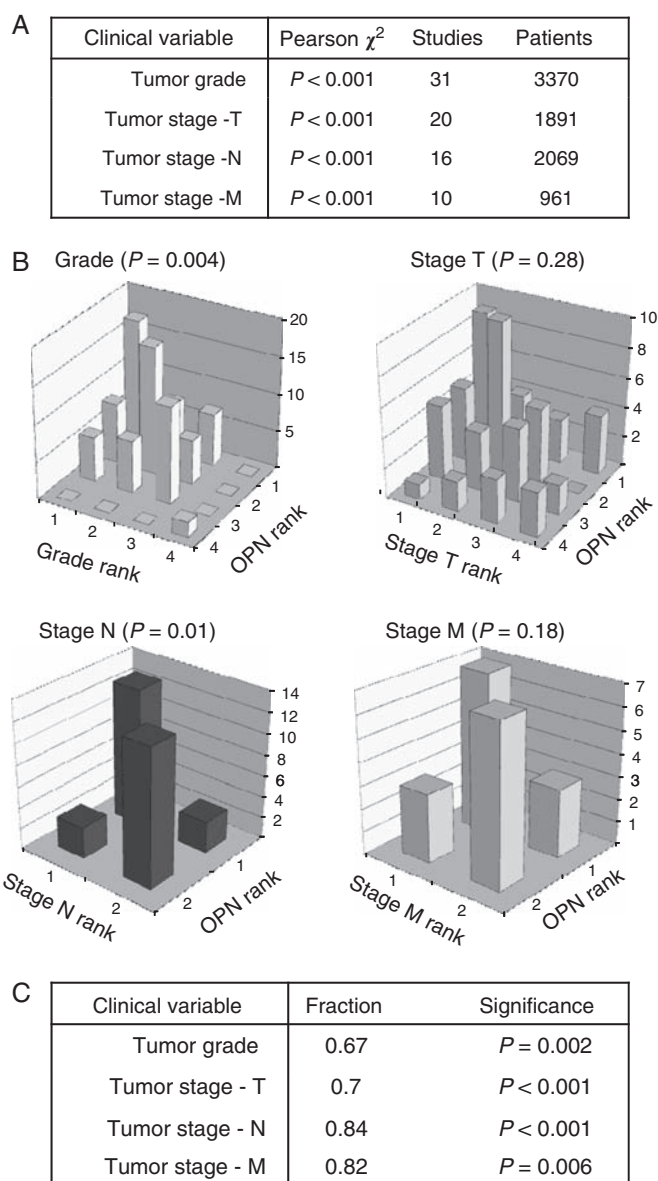 A
Clinical variable Pearson χ² Studies Patients
Tumor grade P < 0.001 31 3370
Tumor stage -T P < 0.001 20 1891
Tumor stage -N P < 0.001 16 2069
Tumor stage -M P < 0.001 10 961
B
Grade (P = 0.004)
20
15
10
5
1 2 3 4
Grade rank
1
2
3
4
OPN rank
Stage T (P = 0.28)
10
8
6
4
2
1 2 3 4
Stage T rank
1
2
3
4
OPN rank
Stage N (P = 0.01)
14
12
10
8
6
4
2
1 2
Stage N rank
1
2
OPN rank
Stage M (P = 0.18)
7
6
5
4
3
2
1
1 2
Stage M rank
1
2
OPN rank
C
Clinical variable Fraction Significance
Tumor grade 0.67 P = 0.002
Tumor stage - T 0.7 P < 0.001
Tumor stage - N 0.84 P < 0.001
Tumor stage - M 0.82 P = 0.006